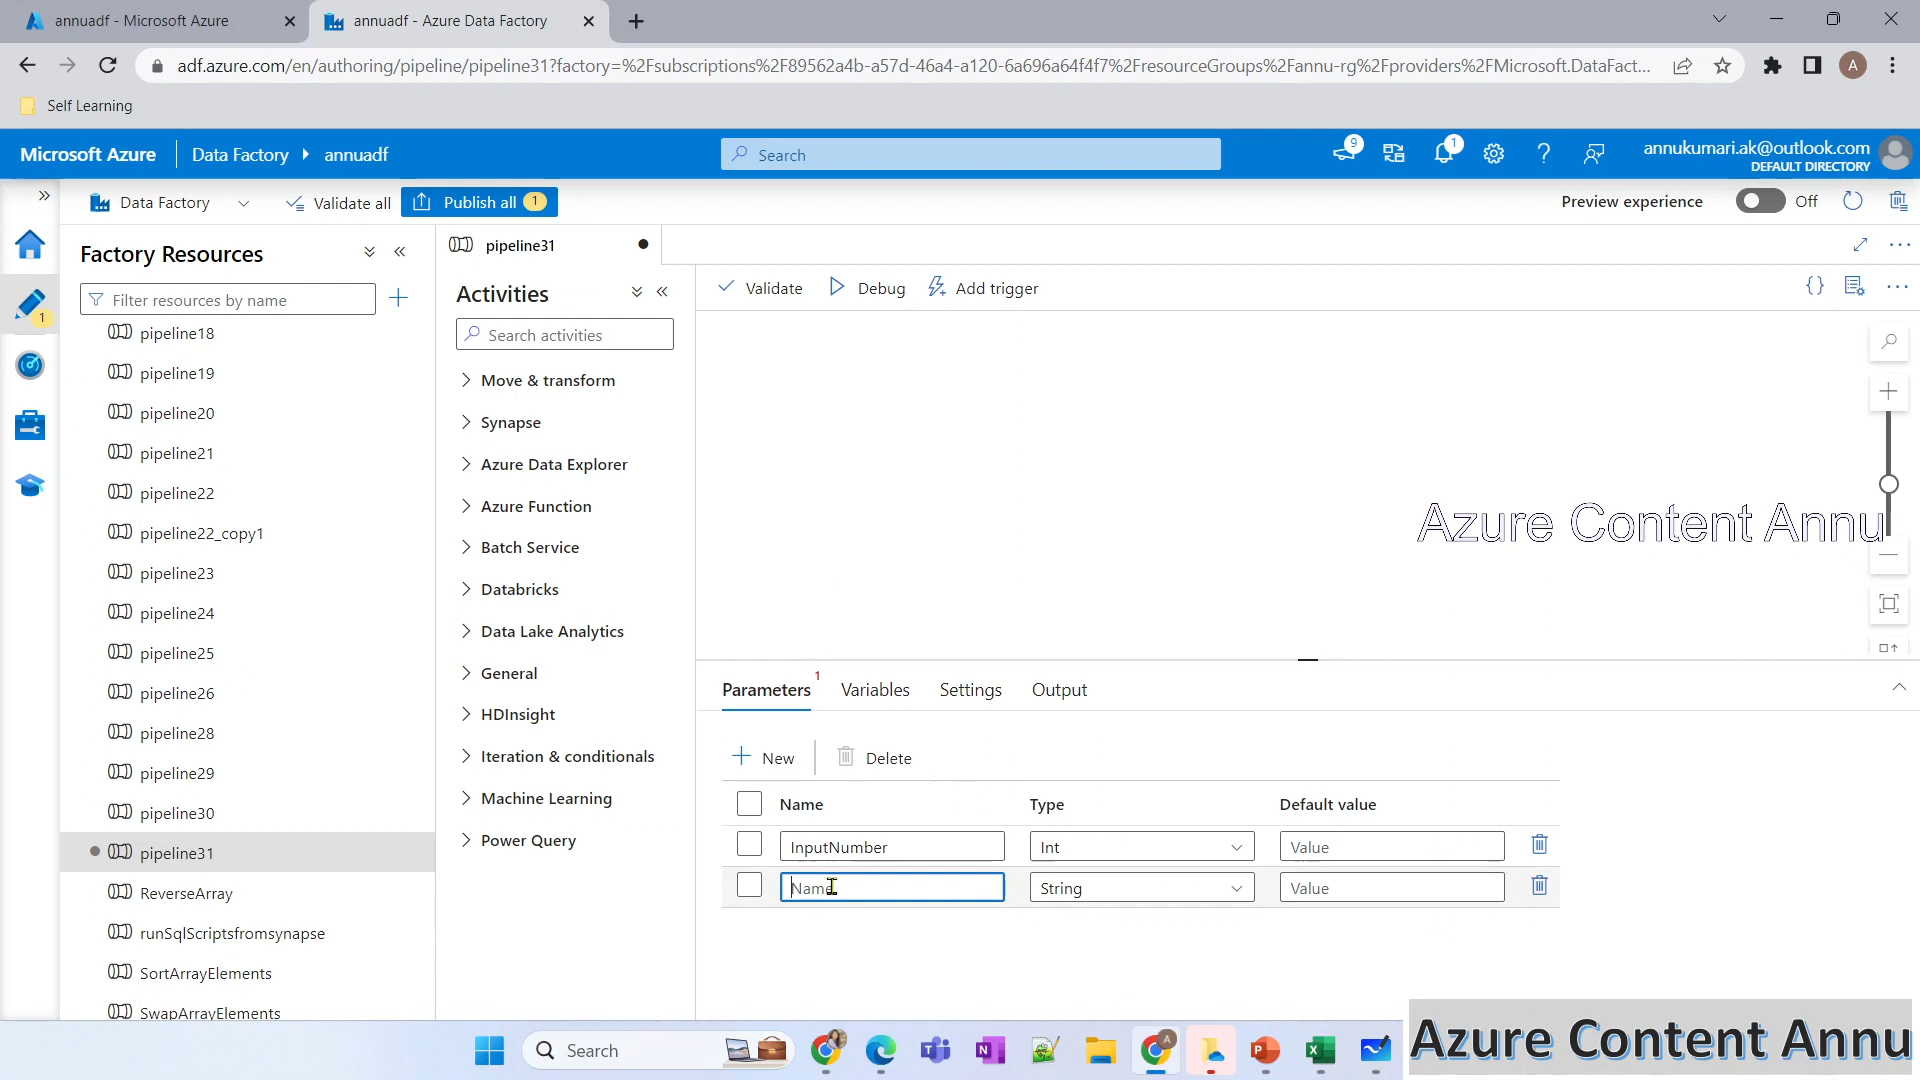 annuadf - Microsoft Azure
annuadf - Azure Data Factory
adf.azure.com/en/authoring/pipeline/pipeline31?factory=%2Fsubscriptions%2F89562a4b-a57d-46a4-a120-6a696a64f4f7%2FresourceGroups%2Fannu-rg%2Fproviders%2FMicrosoft.DataFact...
A
Self Learning
Microsoft Azure
Data Factory
annuadf
Search
9
1
annukumari.ak@outlook.com
DEFAULT DIRECTORY
Data Factory
Validate all
Publish all 1
Preview experience
Off
1
Factory Resources
Filter resources by name
pipeline18
pipeline19
pipeline20
pipeline21
pipeline22
pipeline22_copy1
pipeline23
pipeline24
pipeline25
pipeline26
pipeline28
pipeline29
pipeline30
pipeline31
ReverseArray
runSqlScriptsfromsynapse
SortArrayElements
SwapArrayElements
pipeline31
Activities
Search activities
Move & transform
Synapse
Azure Data Explorer
Azure Function
Batch Service
Databricks
Data Lake Analytics
General
HDInsight
Iteration & conditionals
Machine Learning
Power Query
Validate
Debug
Add trigger
Azure Content Annu
Parameters 1
Variables
Settings
Output
New
Delete
Name Type Default value
InputNumber Int Value
Name String Value
Search
Azure Content Annu